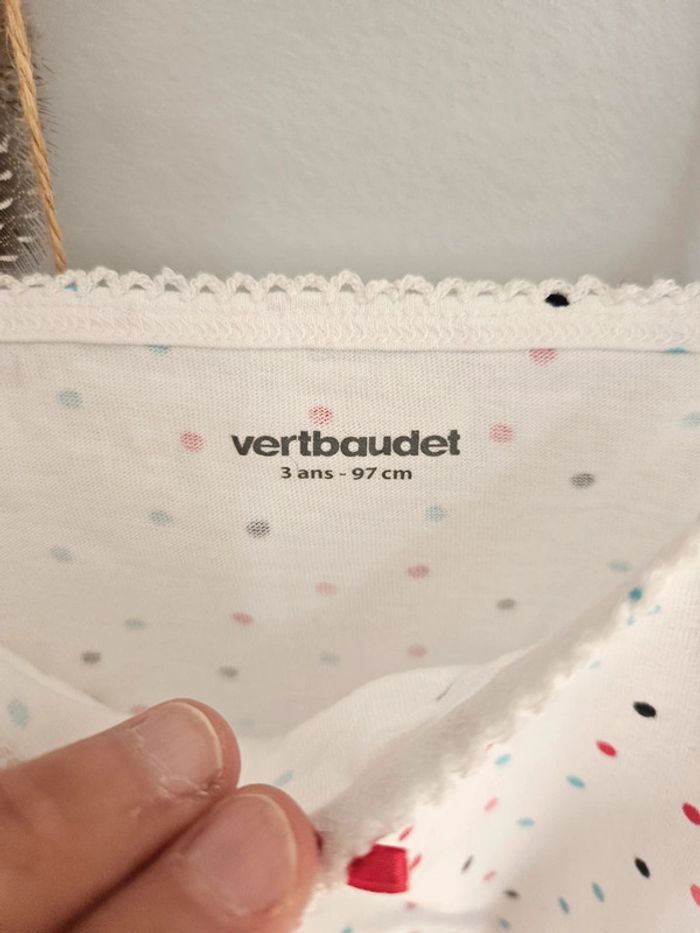 vertbaudet
3 ans - 97 cm